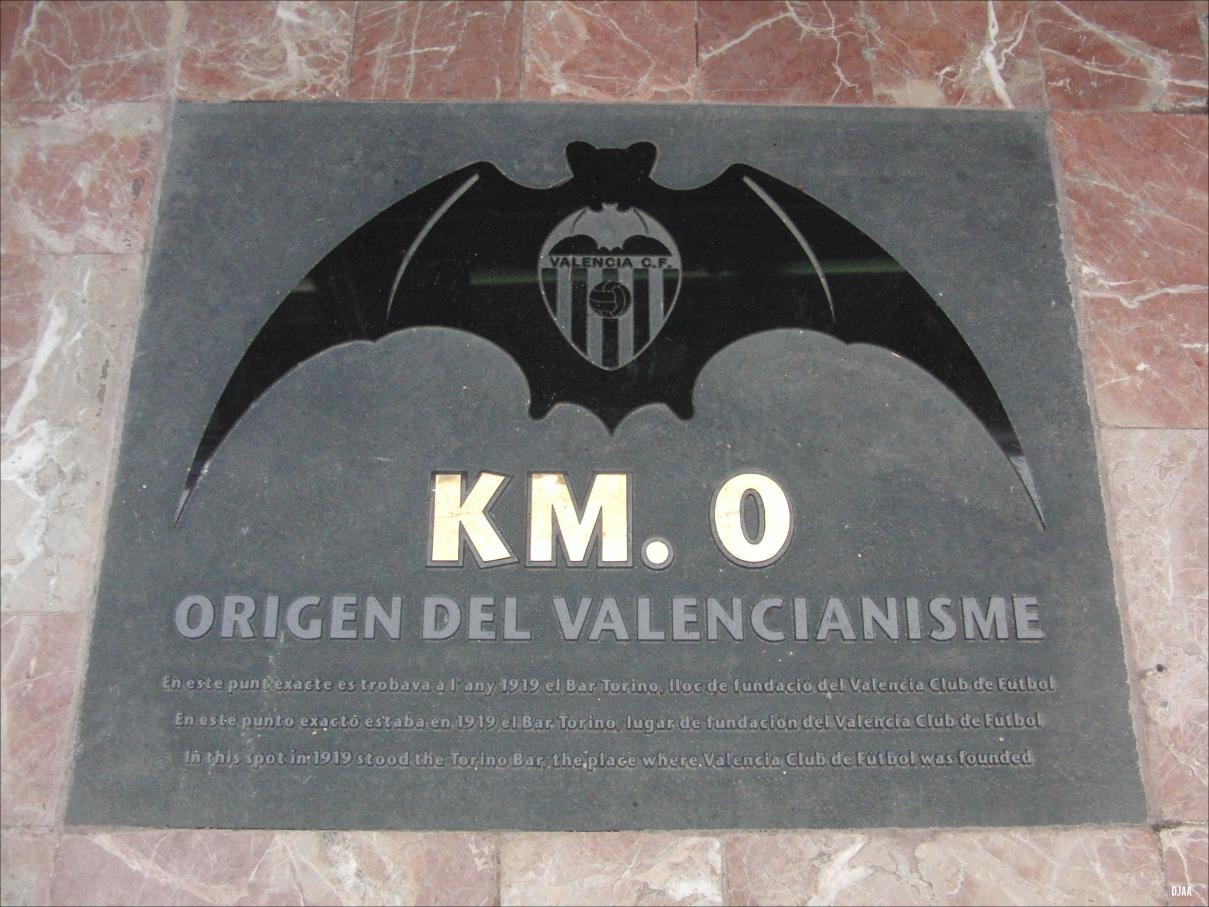 VALENCIA C.F.
KM. 0
ORIGEN DEL VALENCIANISME
En este punt exacte es trobava a l'any 1919 el Bar Torino, lloc de fundació del Valencia Club de Fútbol
En este punto exacto estaba en 1919 el Bar Torino, lugar de fundación del Valencia Club de Fútbol
In this spot in 1919 stood the Torino Bar, the place where Valencia Club de Fútbol was founded
DJAA